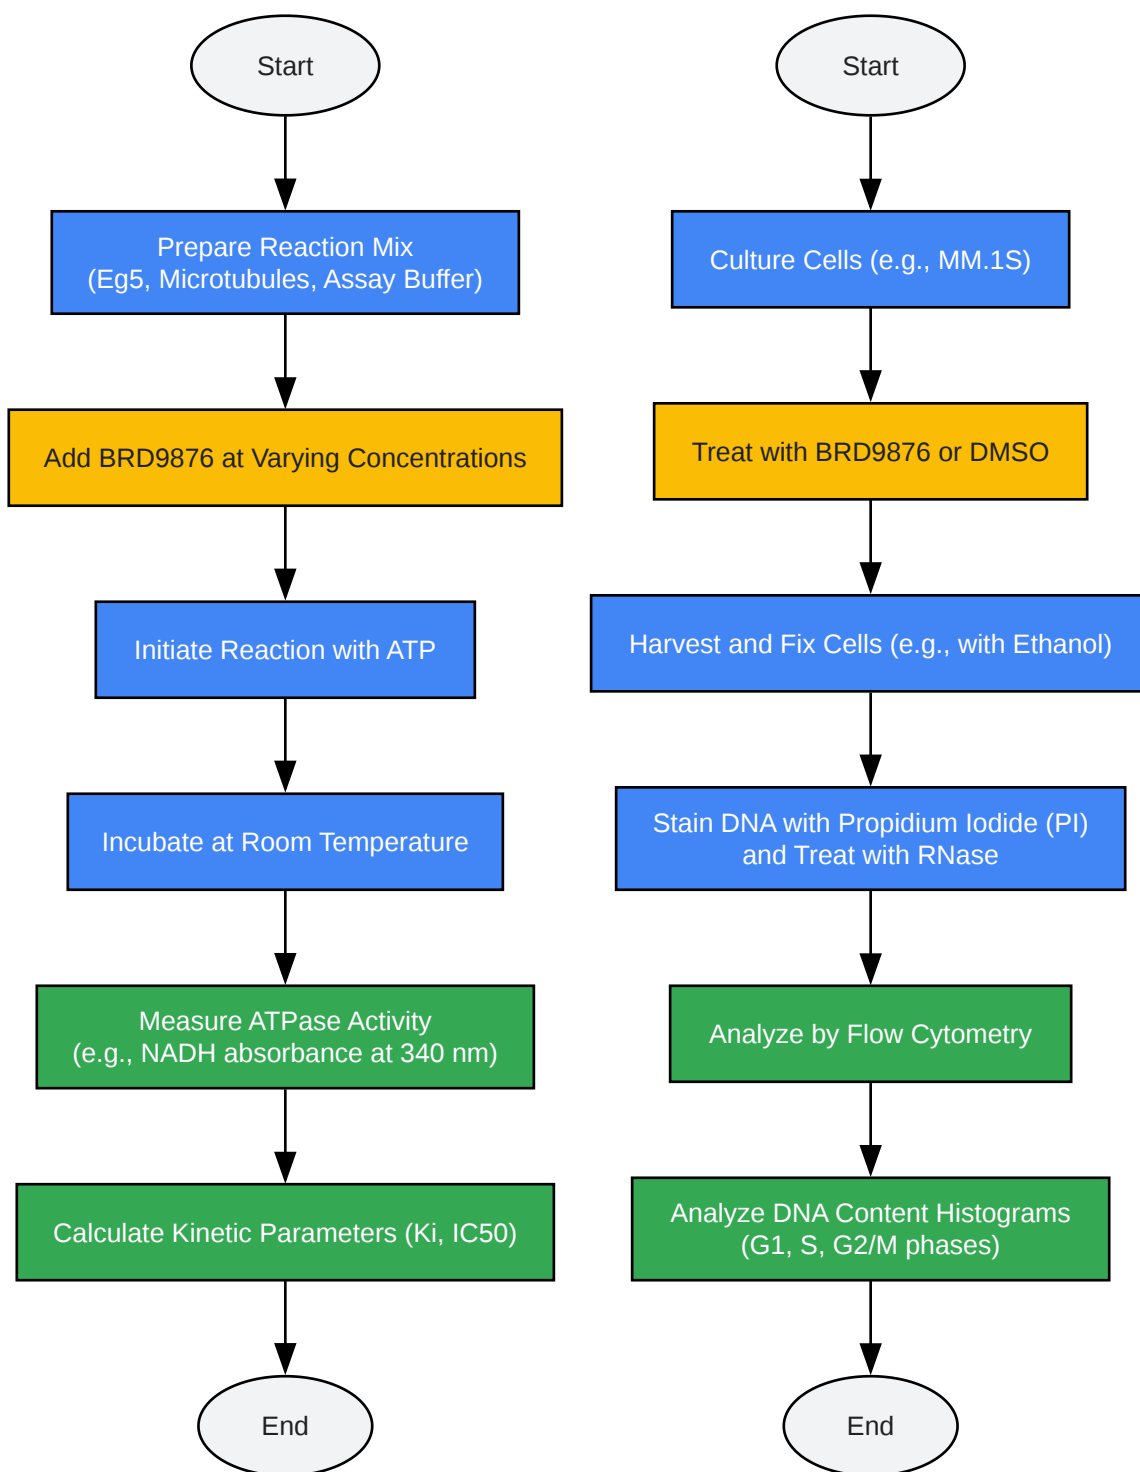 Start
Prepare Reaction Mix
(Eg5, Microtubules, Assay Buffer)
Add BRD9876 at Varying Concentrations
Initiate Reaction with ATP
Incubate at Room Temperature
Measure ATPase Activity
(e.g., NADH absorbance at 340 nm)
Calculate Kinetic Parameters (Ki, IC50)
End
Start
Culture Cells (e.g., MM.1S)
Treat with BRD9876 or DMSO
Harvest and Fix Cells (e.g., with Ethanol)
Stain DNA with Propidium Iodide (PI)
and Treat with RNase
Analyze by Flow Cytometry
Analyze DNA Content Histograms
(G1, S, G2/M phases)
End